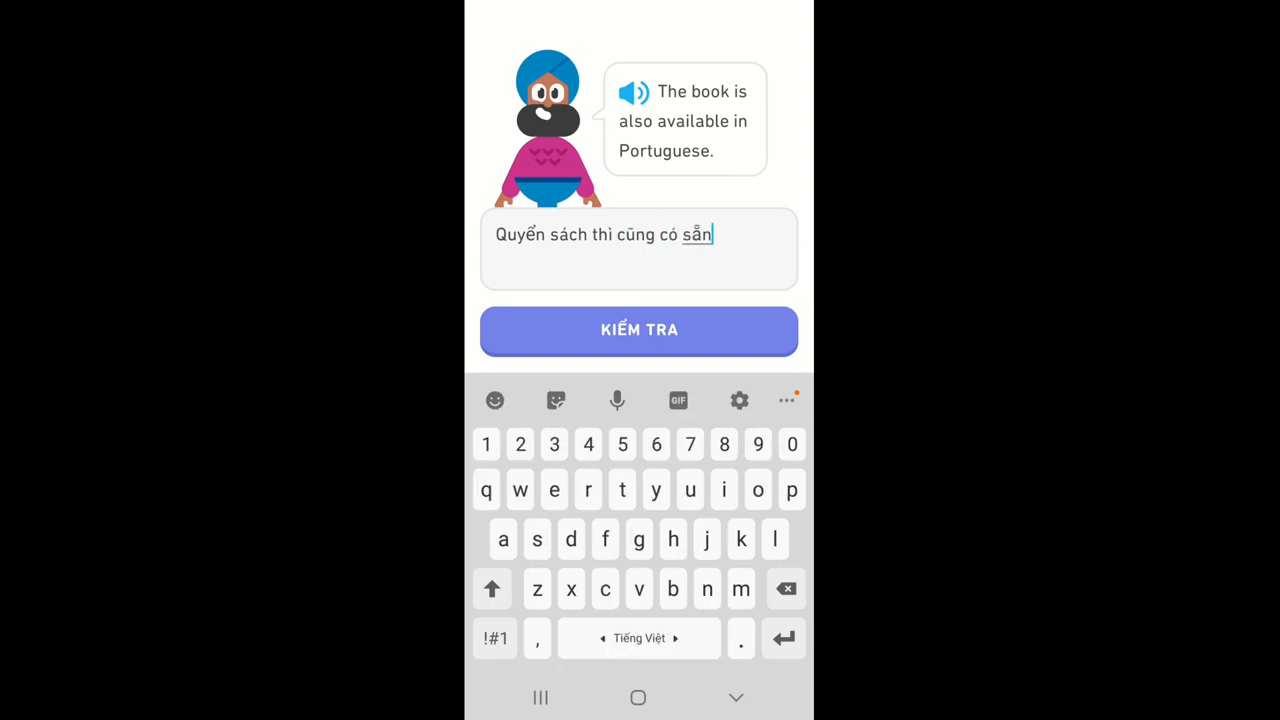 The book is
also available in
Portuguese.
Quyển sách thì cũng có sẵn
KIỂM TRA
GIF
1 2 3 4 5 6 7 8 9 0
q w e r t y u i o p
a s d f g h j k l
z x c v b n m
!#1 , Tiếng Việt .